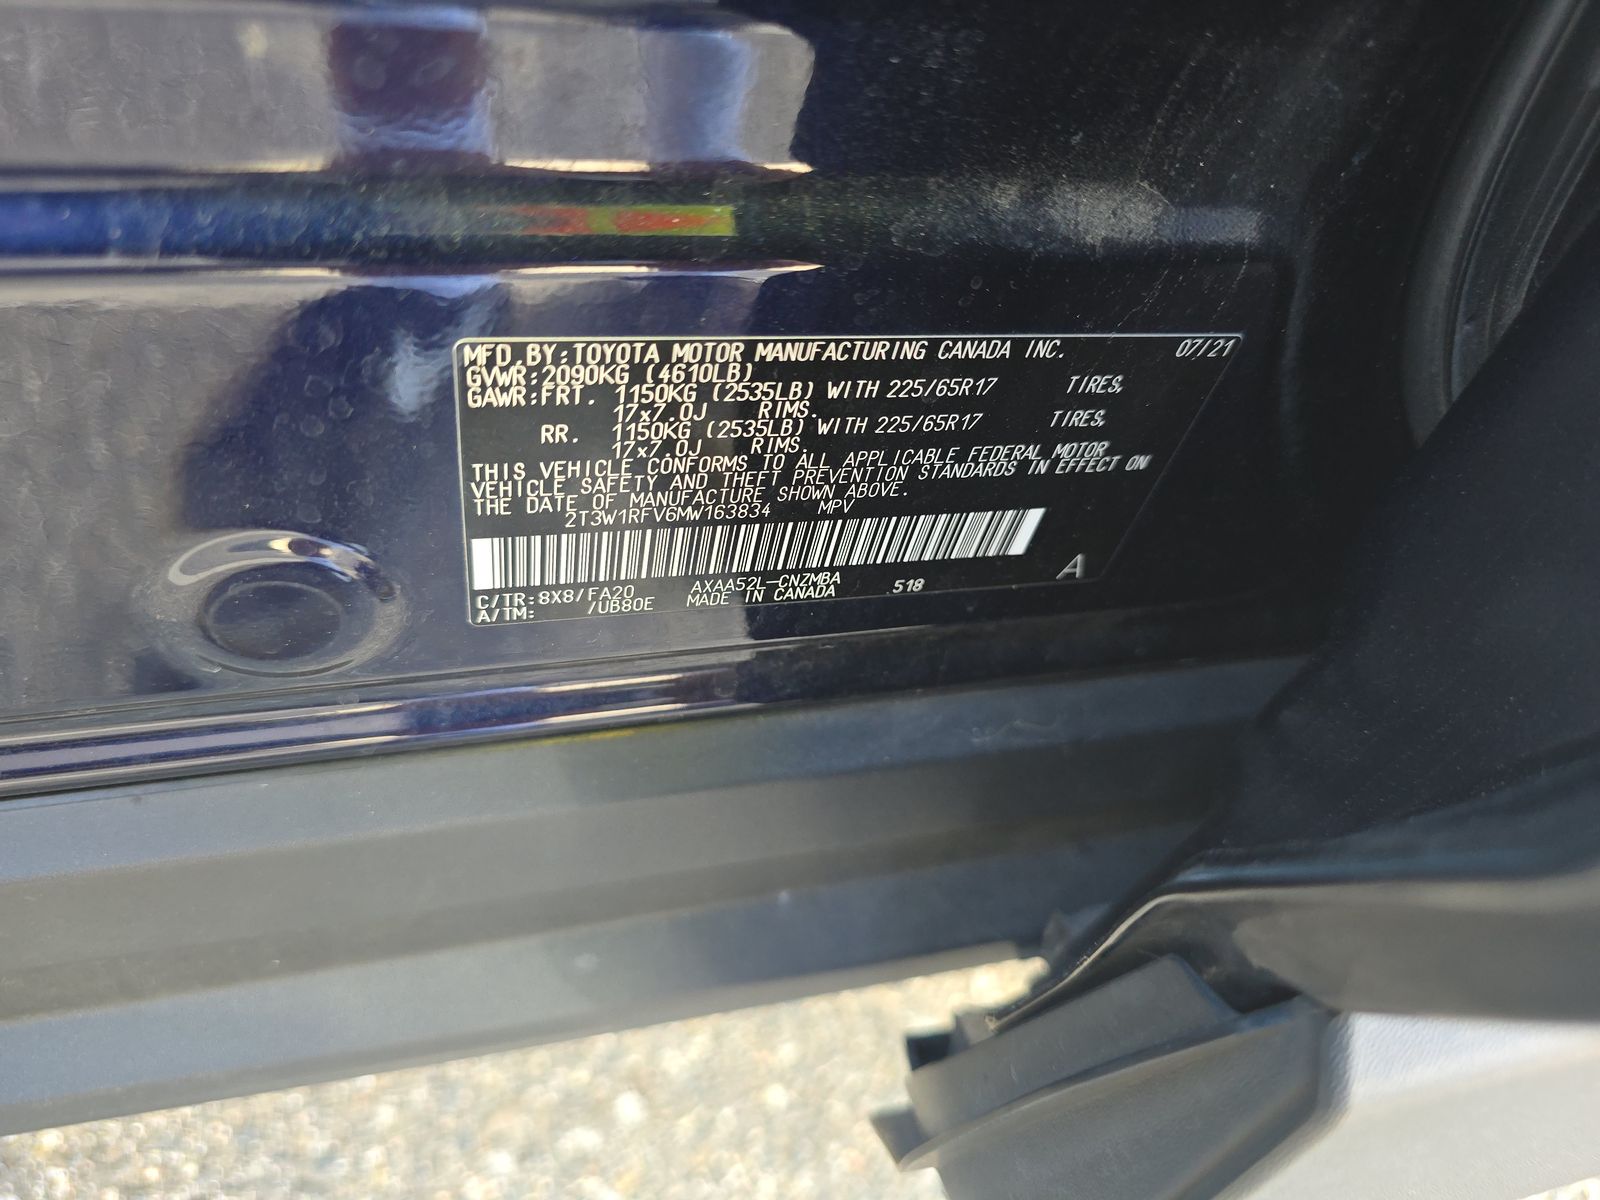 MFD. BY: TOYOTA MOTOR MANUFACTURING CANADA INC. 07/21
GVWR: 2090KG (4610LB)
GAWR: FRT. 1150KG (2535LB) WITH 225/65R17 TIRES,
17x7.0J RIMS.
RR. 1150KG (2535LB) WITH 225/65R17 TIRES,
17x7.0J RIMS.
THIS VEHICLE CONFORMS TO ALL APPLICABLE FEDERAL MOTOR
VEHICLE SAFETY AND THEFT PREVENTION STANDARDS IN EFFECT ON
THE DATE OF MANUFACTURE SHOWN ABOVE.
2T3W1RFV6MW163834 MPV
C/TR: 8X8/FA20 AXAA52L-CNZMBA 518 A
A/TM: /UB80E MADE IN CANADA